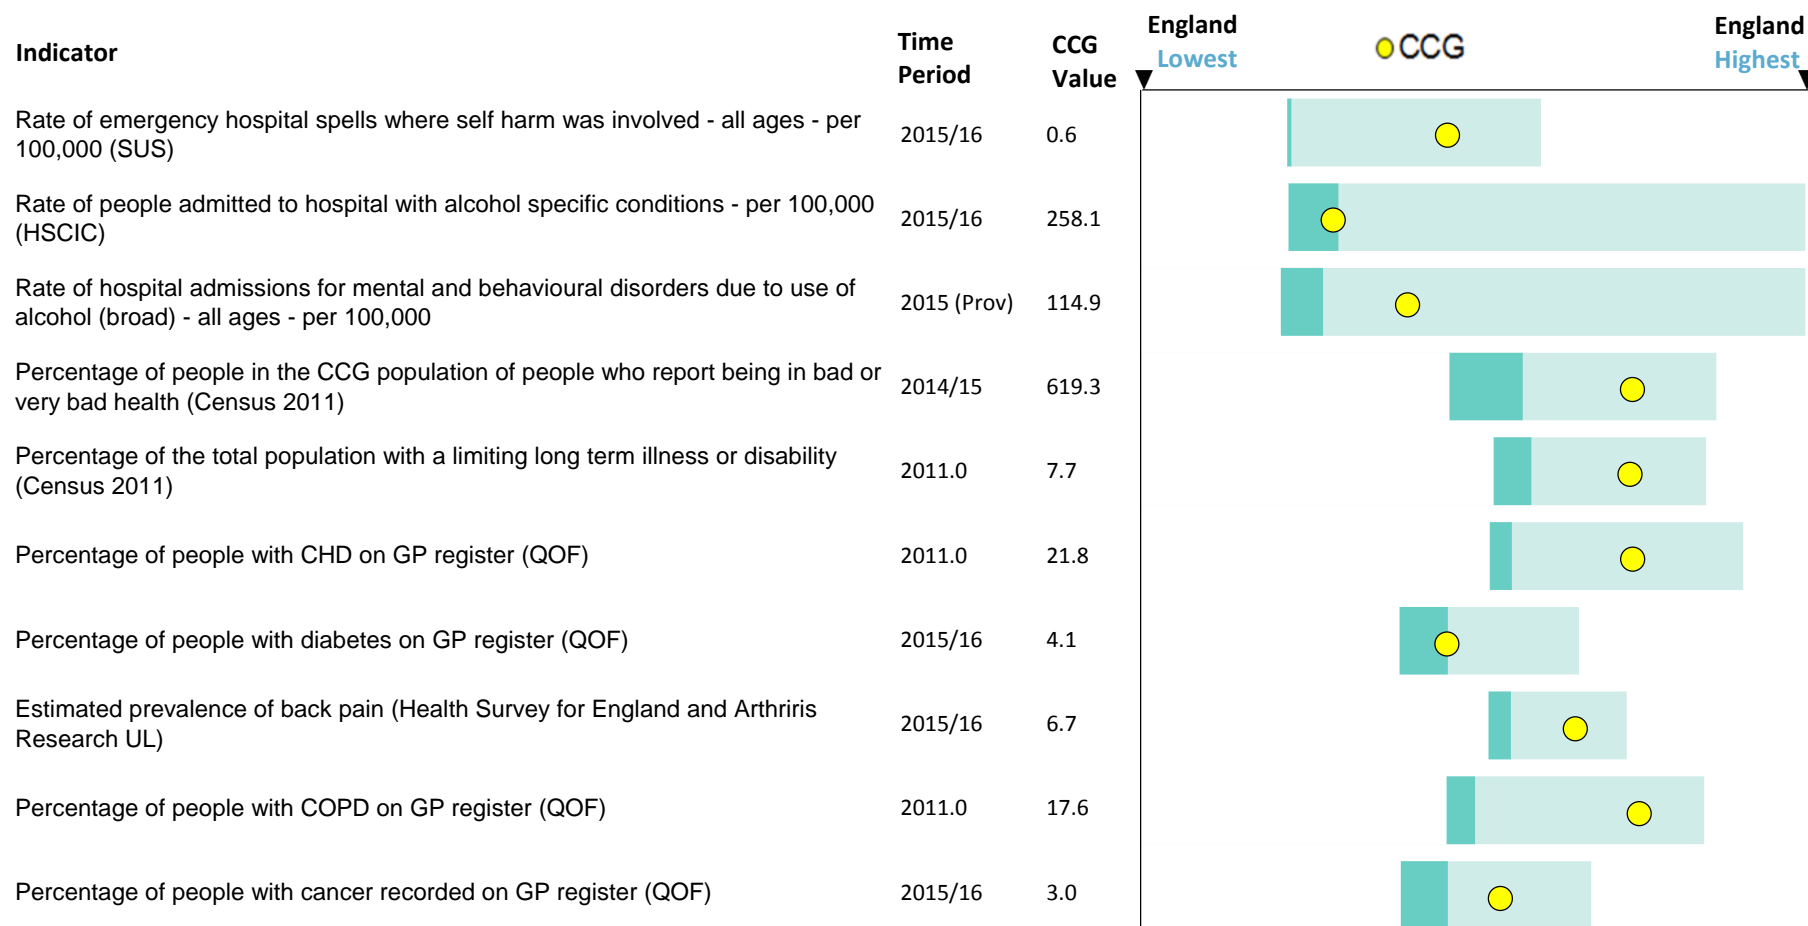 Indicator
Time
Period
CCG
Value
England
Lowest
CCG
England
Highest
Rate of emergency hospital spells where self harm was involved - all ages - per
100,000 (SUS)
2015/16
0.6
Rate of people admitted to hospital with alcohol specific conditions - per 100,000
(HSCIC)
2015/16
258.1
Rate of hospital admissions for mental and behavioural disorders due to use of
alcohol (broad) - all ages - per 100,000
2015 (Prov)
114.9
Percentage of people in the CCG population of people who report being in bad or
very bad health (Census 2011)
2014/15
619.3
Percentage of the total population with a limiting long term illness or disability
(Census 2011)
2011.0
7.7
Percentage of people with CHD on GP register (QOF)
2011.0
21.8
Percentage of people with diabetes on GP register (QOF)
2015/16
4.1
Estimated prevalence of back pain (Health Survey for England and Arthriris
Research UL)
2015/16
6.7
Percentage of people with COPD on GP register (QOF)
2011.0
17.6
Percentage of people with cancer recorded on GP register (QOF)
2015/16
3.0